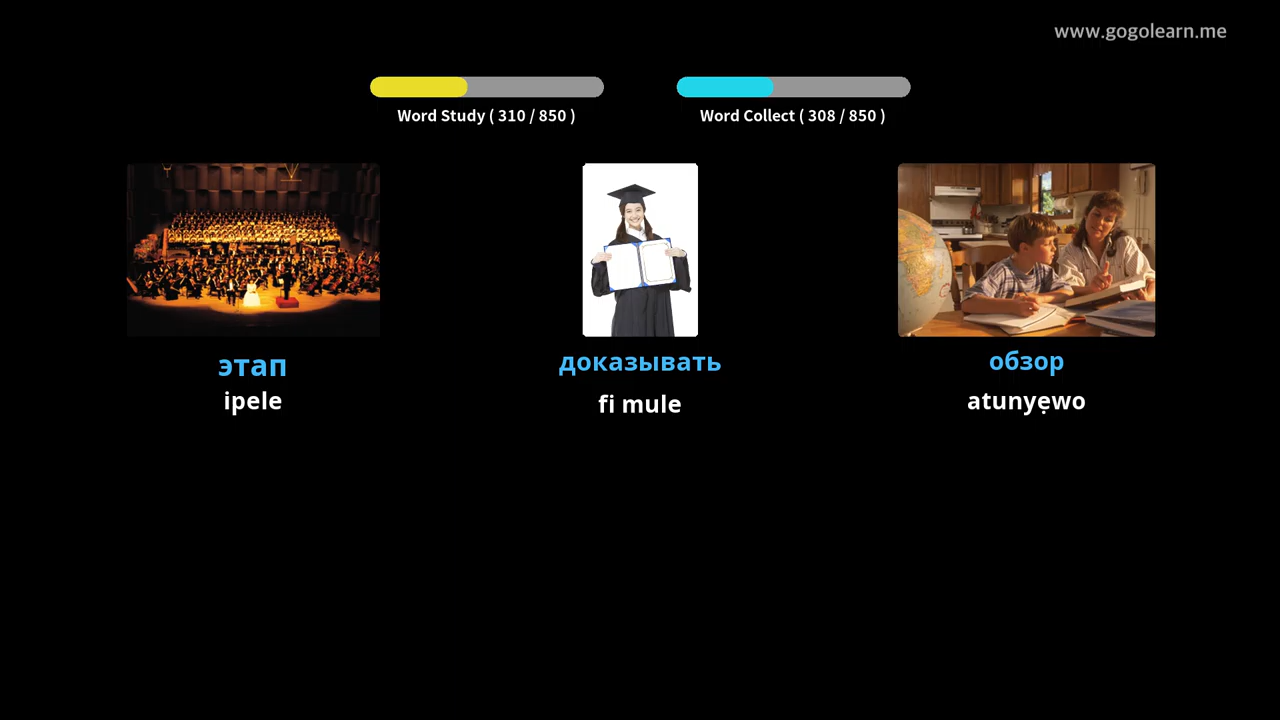 www.gogolearn.me
Word Study ( 310 / 850 )
Word Collect ( 308 / 850 )
этап
ipele
доказывать
fi mule
обзор
atunyẹwo